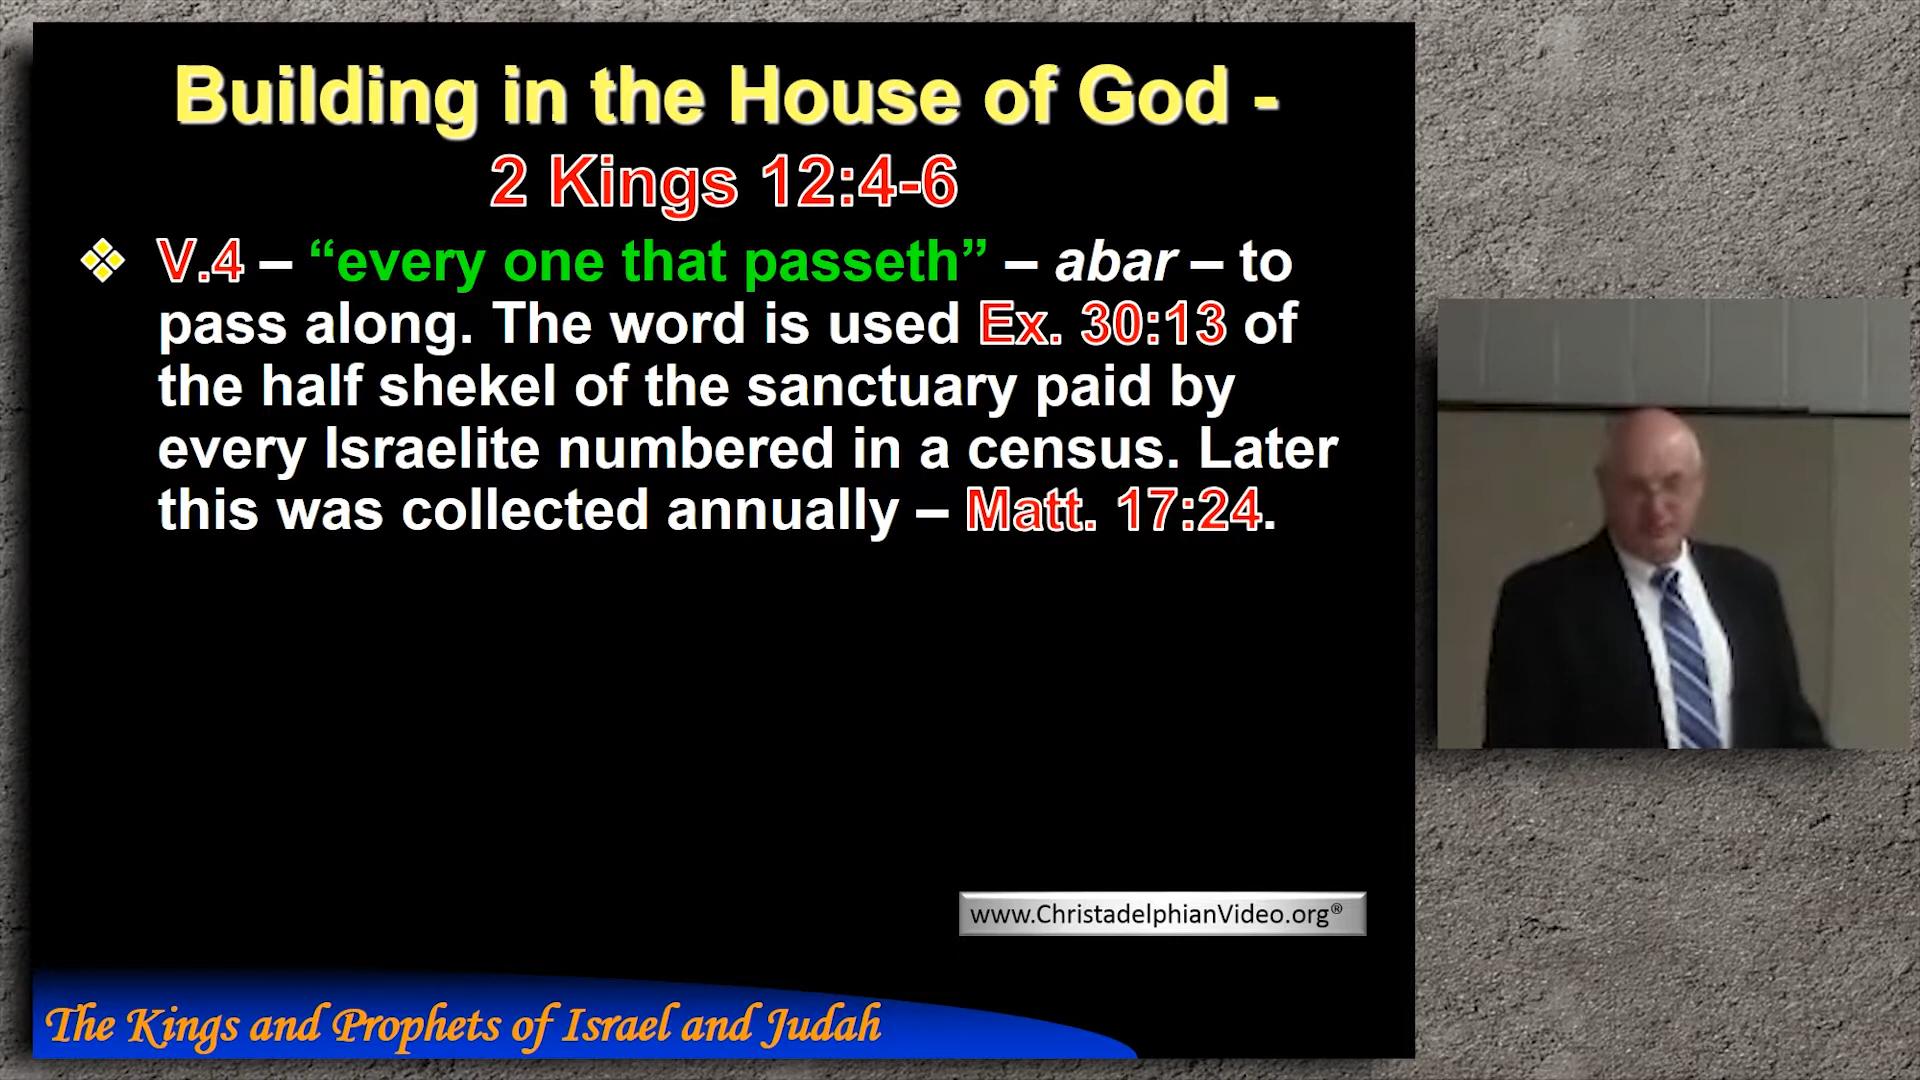 Building in the House of God -
2 Kings 12:4-6
V.4 – “every one that passeth” – abar – to
pass along. The word is used Ex. 30:13 of
the half shekel of the sanctuary paid by
every Israelite numbered in a census. Later
this was collected annually – Matt. 17:24.
www.ChristadelphianVideo.org®
The Kings and Prophets of Israel and Judah